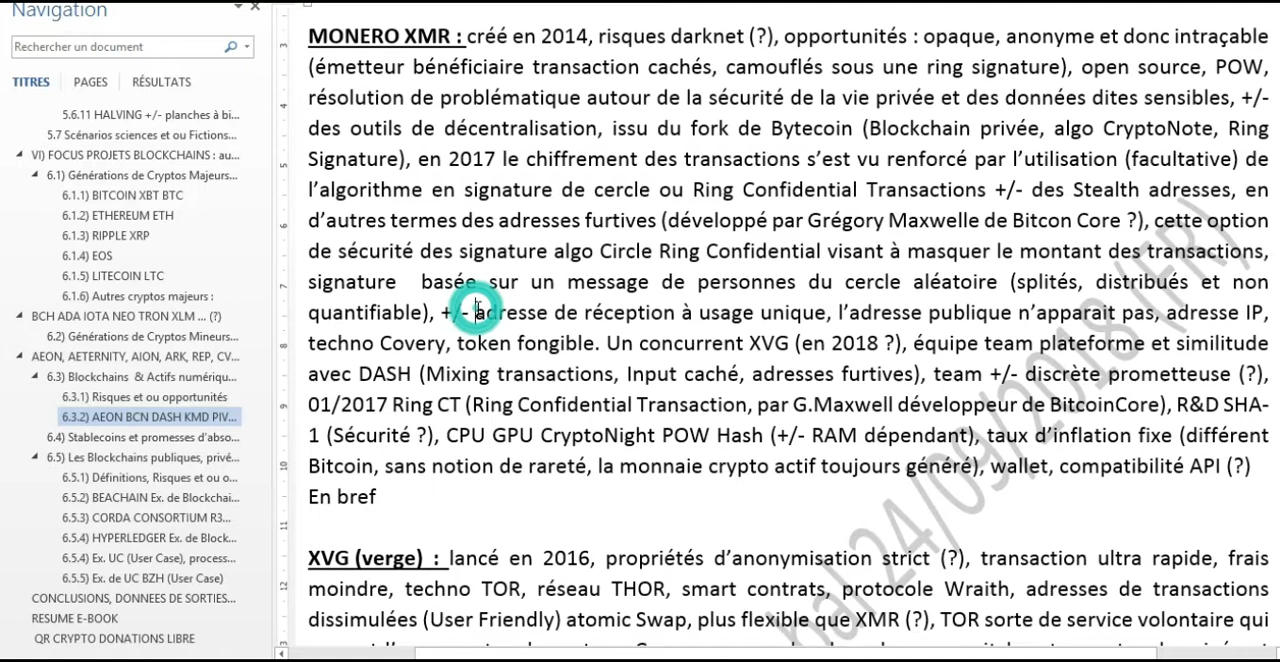 Navigation
Rechercher un document
TITRES PAGES RÉSULTATS
5.6.11 HALVING +/- planches à bi...
5.7 Scénarios sciences et ou Fictions...
VI) FOCUS PROJETS BLOCKCHAINS : au...
6.1) Générations de Cryptos Majeurs...
6.1.1) BITCOIN XBT BTC
6.1.2) ETHEREUM ETH
6.1.3) RIPPLE XRP
6.1.4) EOS
6.1.5) LITECOIN LTC
6.1.6) Autres cryptos majeurs :
BCH ADA IOTA NEO TRON XLM ... (?)
6.2) Générations de Cryptos Mineurs...
AEON, AETERNITY, AION, ARK, REP, CV...
6.3) Blockchains & Actifs numériqu...
6.3.1) Risques et ou opportunités
6.3.2) AEON BCN DASH KMD PIV...
6.4) Stablecoins et promesses d'abso...
6.5) Les Blockchains publiques, privé...
6.5.1) Définitions, Risques et ou o...
6.5.2) BEACHAIN Ex. de Blockchai...
6.5.3) CORDA CONSORTIUM R3...
6.5.4) HYPERLEDGER Ex. de Block...
6.5.4) Ex. UC (User Case), process...
6.5.5) Ex. de UC BZH (User Case)
CONCLUSIONS, DONNEES DE SORTIES...
RESUME E-BOOK
QR CRYPTO DONATIONS LIBRE
MONERO XMR : créé en 2014, risques darknet (?), opportunités : opaque, anonyme et donc intraçable
(émetteur bénéficiaire transaction cachés, camouflés sous une ring signature), open source, POW,
résolution de problématique autour de la sécurité de la vie privée et des données dites sensibles, +/-
des outils de décentralisation, issu du fork de Bytecoin (Blockchain privée, algo CryptoNote, Ring
Signature), en 2017 le chiffrement des transactions s'est vu renforcé par l'utilisation (facultative) de
l'algorithme en signature de cercle ou Ring Confidential Transactions +/- des Stealth adresses, en
d'autres termes des adresses furtives (développé par Grégory Maxwelle de Bitcon Core ?), cette option
de sécurité des signature algo Circle Ring Confidential visant à masquer le montant des transactions,
signature basée sur un message de personnes du cercle aléatoire (splités, distribués et non
quantifiable), +/- adresse de réception à usage unique, l'adresse publique n'apparait pas, adresse IP,
techno Covery, token fongible. Un concurrent XVG (en 2018 ?), équipe team plateforme et similitude
avec DASH (Mixing transactions, Input caché, adresses furtives), team +/- discrète prometteuse (?),
01/2017 Ring CT (Ring Confidential Transaction, par G.Maxwell développeur de BitcoinCore), R&D SHA-
1 (Sécurité ?), CPU GPU CryptoNight POW Hash (+/- RAM dépendant), taux d'inflation fixe (différent
Bitcoin, sans notion de rareté, la monnaie crypto actif toujours généré), wallet, compatibilité API (?)
En bref
XVG (verge) : lancé en 2016, propriétés d'anonymisation strict (?), transaction ultra rapide, frais
moindre, techno TOR, réseau THOR, smart contrats, protocole Wraith, adresses de transactions
dissimulées (User Friendly) atomic Swap, plus flexible que XMR (?), TOR sorte de service volontaire qui
24/09/2018 (FR)